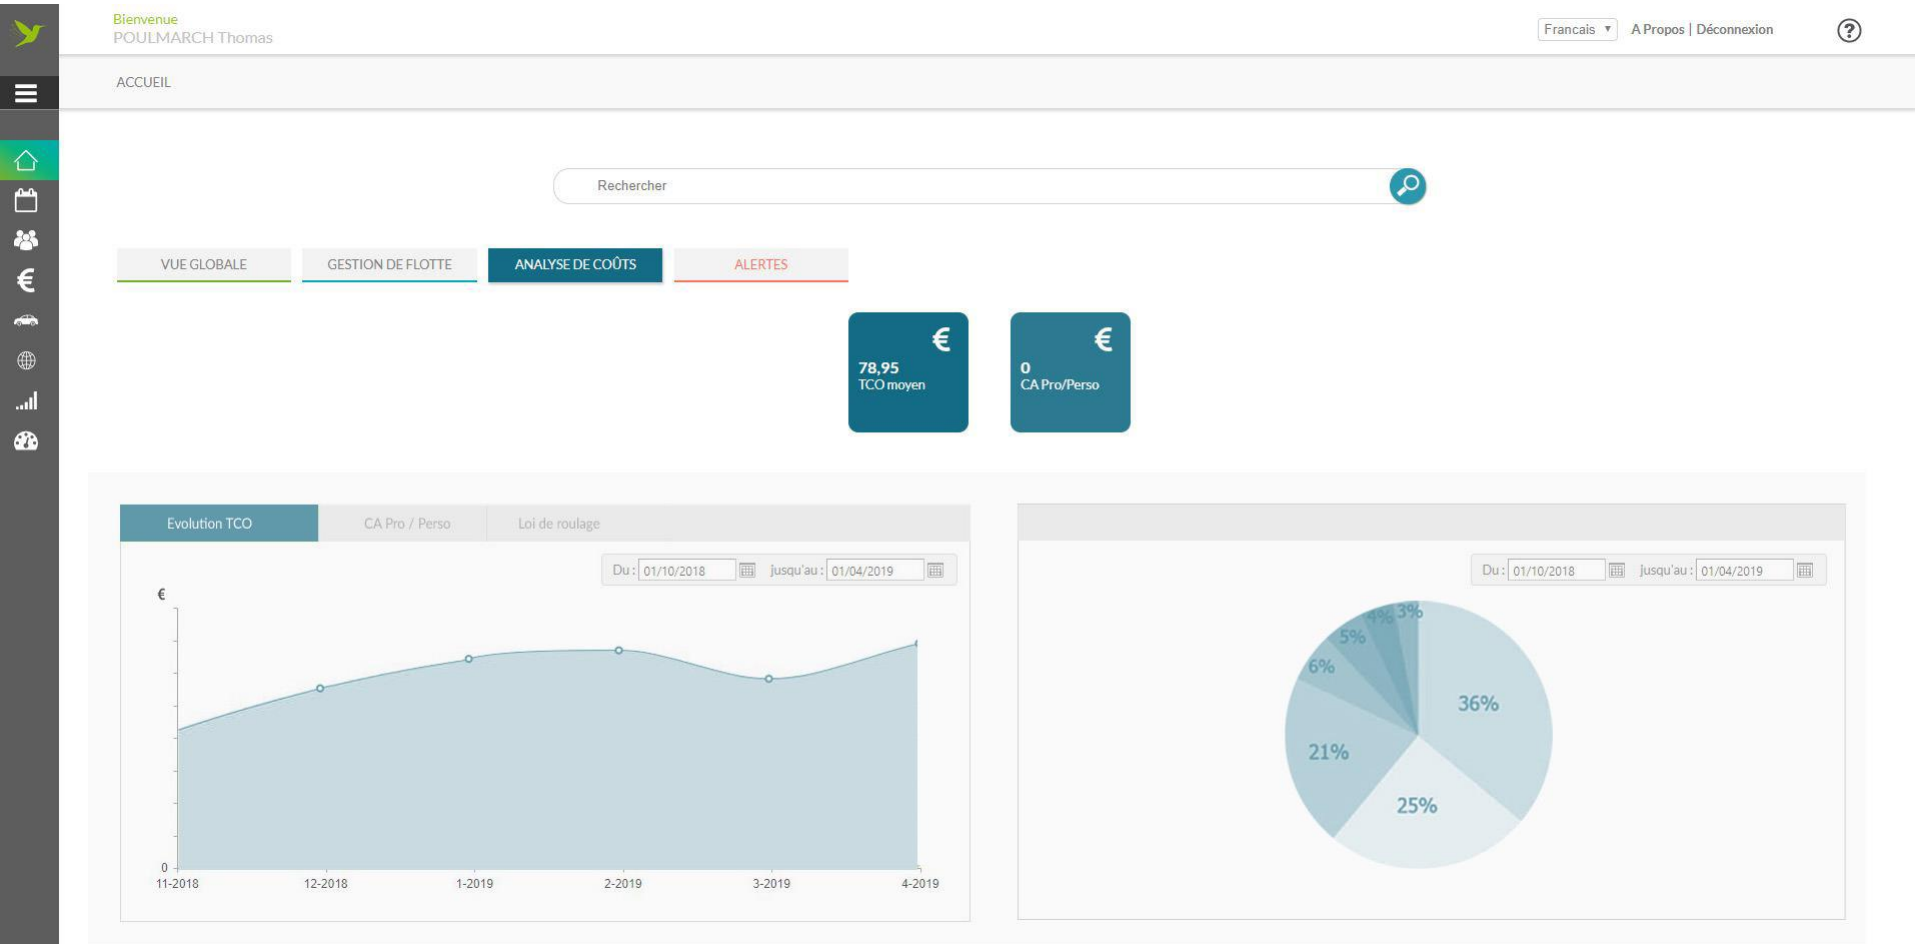 Bienvenue
POULMARCH Thomas
Francais
A Propos | Déconnexion
?
ACCUEIL
Rechercher
VUE GLOBALE
GESTION DE FLOTTE
ANALYSE DE COÛTS
ALERTES
€
€
78,95
TCO moyen
€
0
CA Pro/Perso
Evolution TCO
CA Pro / Perso
Loi de roulage
Du : 01/10/2018 jusqu'au : 01/04/2019
€
0
11-2018
12-2018
1-2019
2-2019
3-2019
4-2019
Du : 01/10/2018 jusqu'au : 01/04/2019
3%
4%
5%
6%
36%
21%
25%